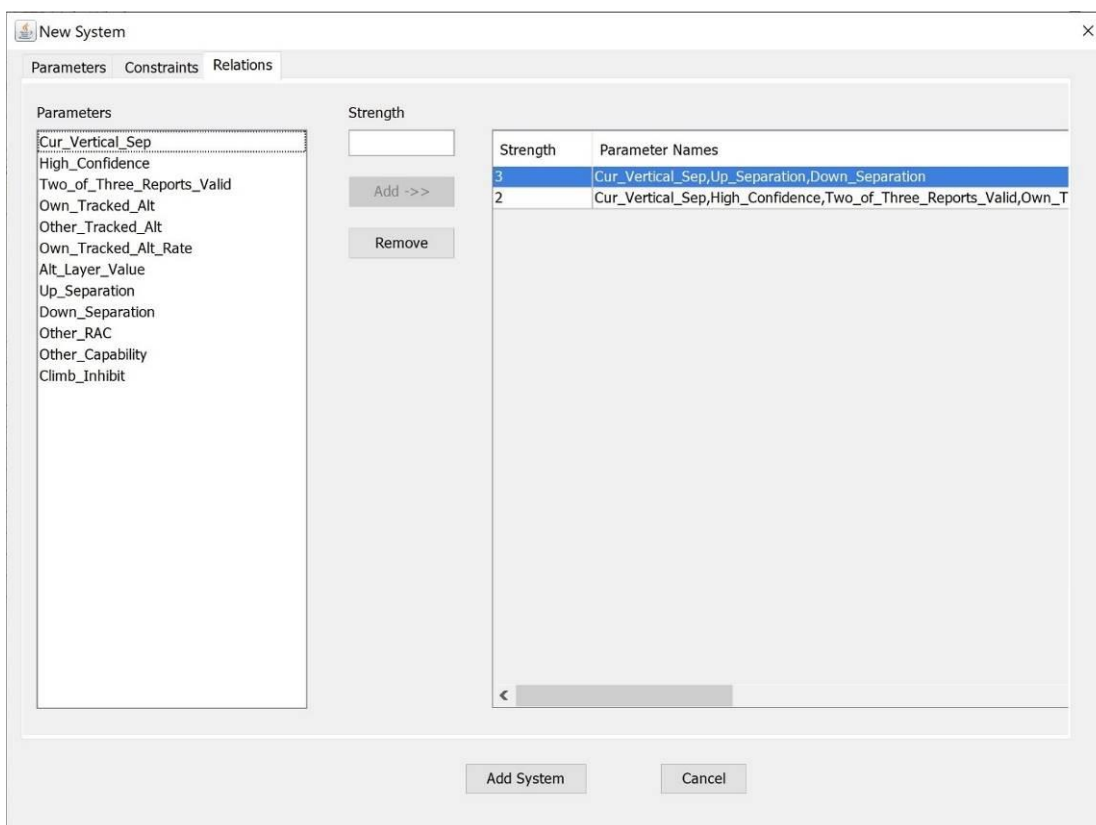 New System
Parameters Constraints Relations
Parameters
Strength
Cur_Vertical_Sep
High_Confidence
Two_of_Three_Reports_Valid
Own_Tracked_Alt
Other_Tracked_Alt
Own_Tracked_Alt_Rate
Alt_Layer_Value
Up_Separation
Down_Separation
Other_RAC
Other_Capability
Climb_Inhibit
Add ->>
Remove
Strength Parameter Names
3 Cur_Vertical_Sep,Up_Separation,Down_Separation
2 Cur_Vertical_Sep,High_Confidence,Two_of_Three_Reports_Valid,Own_T
Add System Cancel